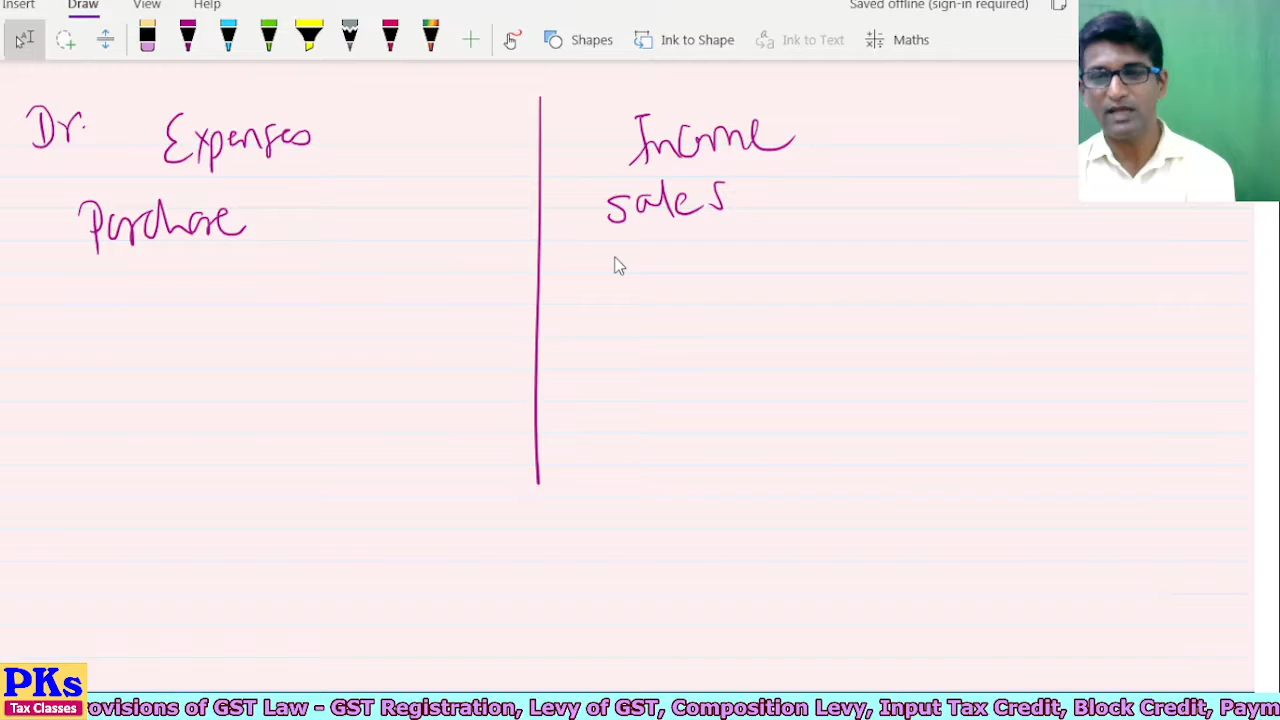 Insert Draw View Help Saved offline (sign-in required)
Shapes Ink to Shape Ink to Text Maths
Dr. Expenses Income
Purchase sales
PKs
Tax Classes
ovisions of GST Law - GST Registration, Levy of GST, Composition Levy, Input Tax Credit, Block Credit, Paym